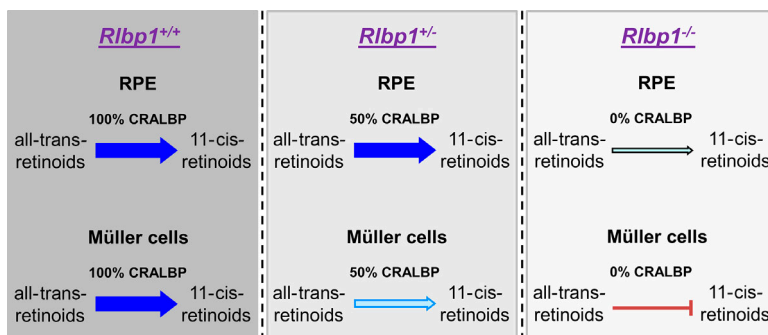 Rlbp1+/+
RPE
100% CRALBP
all-trans-
retinoids
11-cis-
retinoids
Müller cells
100% CRALBP
all-trans-
retinoids
11-cis-
retinoids
Rlbp1+/-
RPE
50% CRALBP
all-trans-
retinoids
11-cis-
retinoids
Müller cells
50% CRALBP
all-trans-
retinoids
11-cis-
retinoids
Rlbp1-/-
RPE
0% CRALBP
all-trans-
retinoids
11-cis-
retinoids
Müller cells
0% CRALBP
all-trans-
retinoids
11-cis-
retinoids